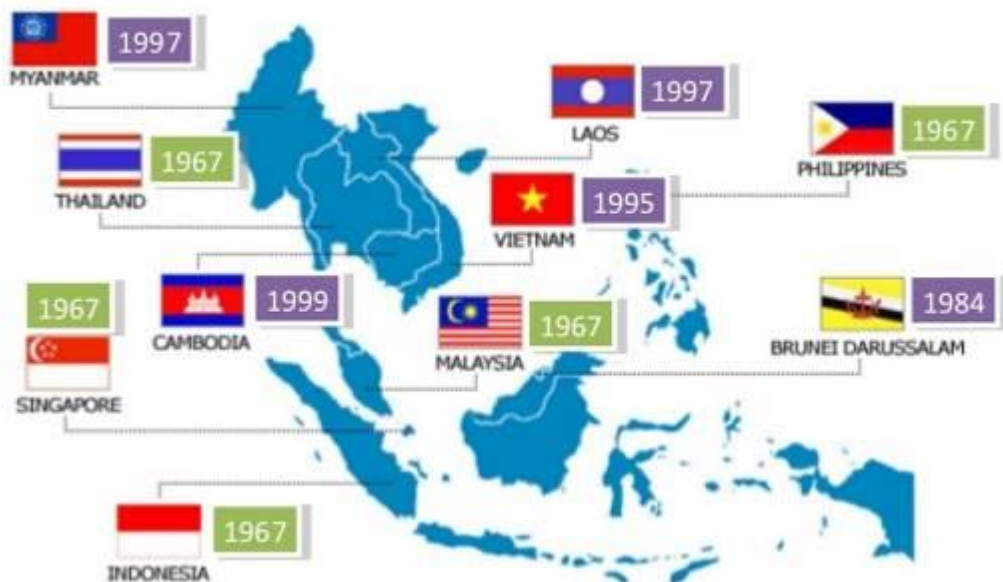 1997
MYANMAR
1997
LAOS
1967
PHILIPPINES
1967
THAILAND
1995
VIETNAM
1967
SINGAPORE
1999
CAMBODIA
1967
MALAYSIA
1984
BRUNEI DARUSSALAM
1967
INDONESIA